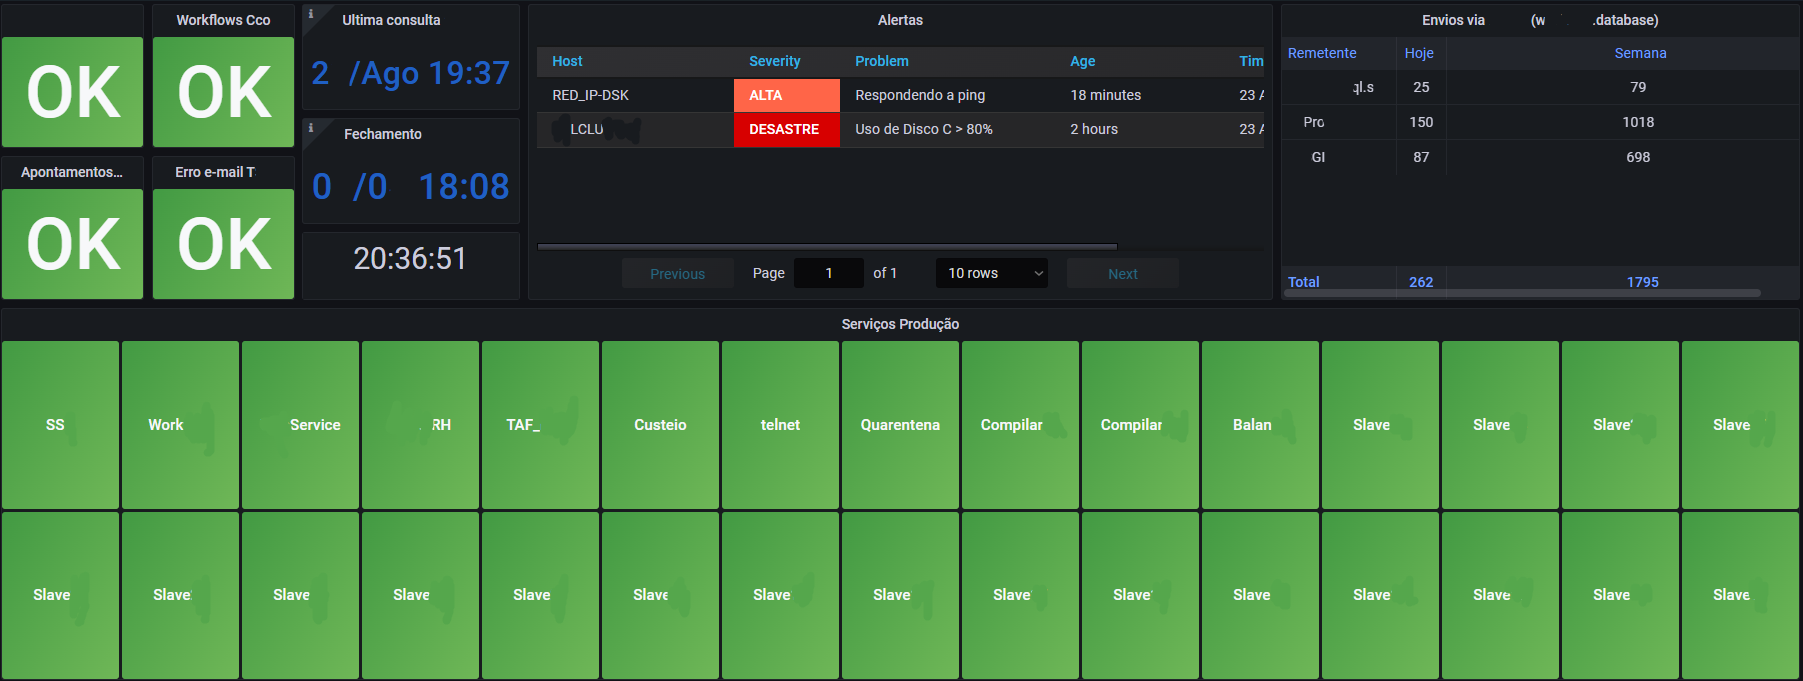 OK
Workflows Cco
OK
Apontamentos...
OK
Erro e-mail T
OK
Ultima consulta
2 /Ago 19:37
Fechamento
0 /0 18:08
20:36:51
Alertas
Host Severity Problem Age Tim
RED_IP-DSK ALTA Respondendo a ping 18 minutes 23 A
LCLU DESASTRE Uso de Disco C > 80% 2 hours 23 A
Previous Page 1 of 1 10 rows Next
Envios via (w .database)
Remetente Hoje Semana
ql.s 25 79
Pro 150 1018
GI 87 698
Total 262 1795
Serviços Produção
SS Work Service RH TAF_ Custeio telnet Quarentena Compilar Compilar Balan Slave Slave Slave Slave
Slave Slave Slave Slave Slave Slave Slave Slave Slave Slave Slave Slave Slave Slave Slave